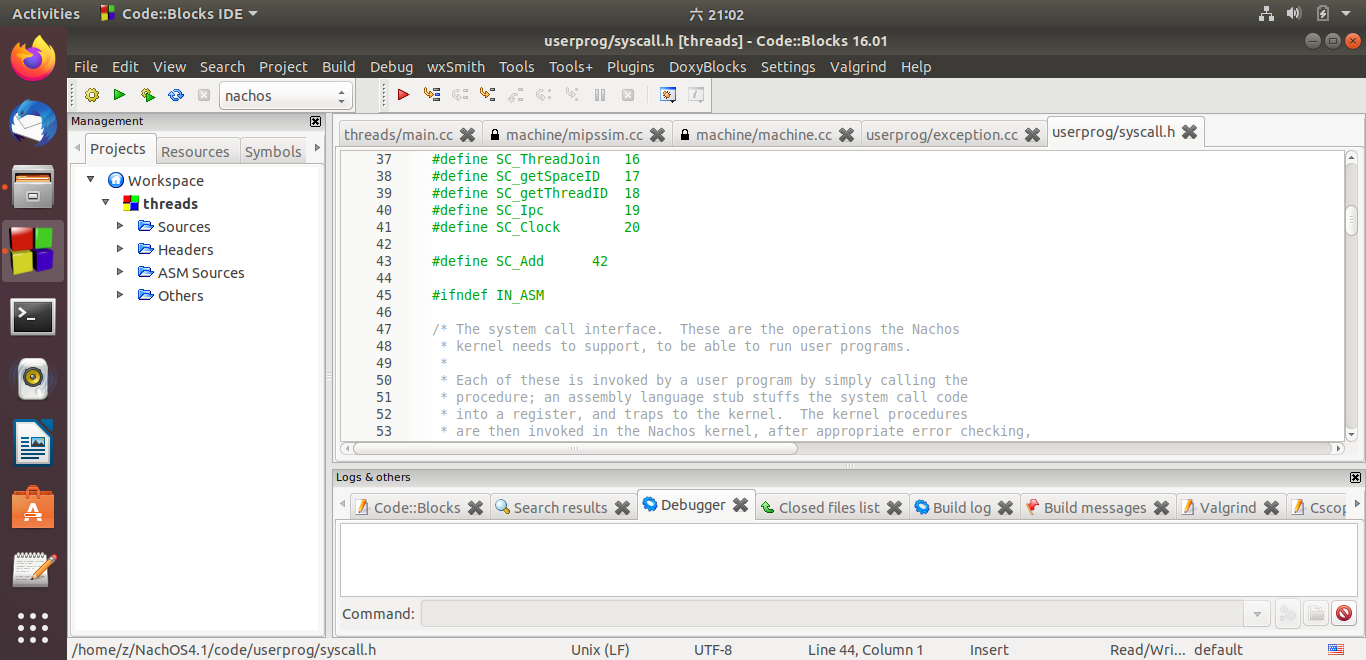 Activities Code::Blocks IDE 六 21:02
userprog/syscall.h [threads] - Code::Blocks 16.01
File Edit View Search Project Build Debug wxSmith Tools Tools+ Plugins DoxyBlocks Settings Valgrind Help
nachos
Management
Projects Resources Symbols
Workspace
threads
Sources
Headers
ASM Sources
Others
threads/main.cc machine/mipssim.cc machine/machine.cc userprog/exception.cc userprog/syscall.h
37 #define SC_ThreadJoin 16
38 #define SC_getSpaceID 17
39 #define SC_getThreadID 18
40 #define SC_Ipc 19
41 #define SC_Clock 20
42
43 #define SC_Add 42
44
45 #ifndef IN_ASM
46
47 /* The system call interface. These are the operations the Nachos
48 * kernel needs to support, to be able to run user programs.
49 *
50 * Each of these is invoked by a user program by simply calling the
51 * procedure; an assembly language stub stuffs the system call code
52 * into a register, and traps to the kernel. The kernel procedures
53 * are then invoked in the Nachos kernel, after appropriate error checking,
Logs & others
Code::Blocks Search results Debugger Closed files list Build log Build messages Valgrind Cscop
Command:
/home/z/NachOS4.1/code/userprog/syscall.h Unix (LF) UTF-8 Line 44, Column 1 Insert Read/Wri... default